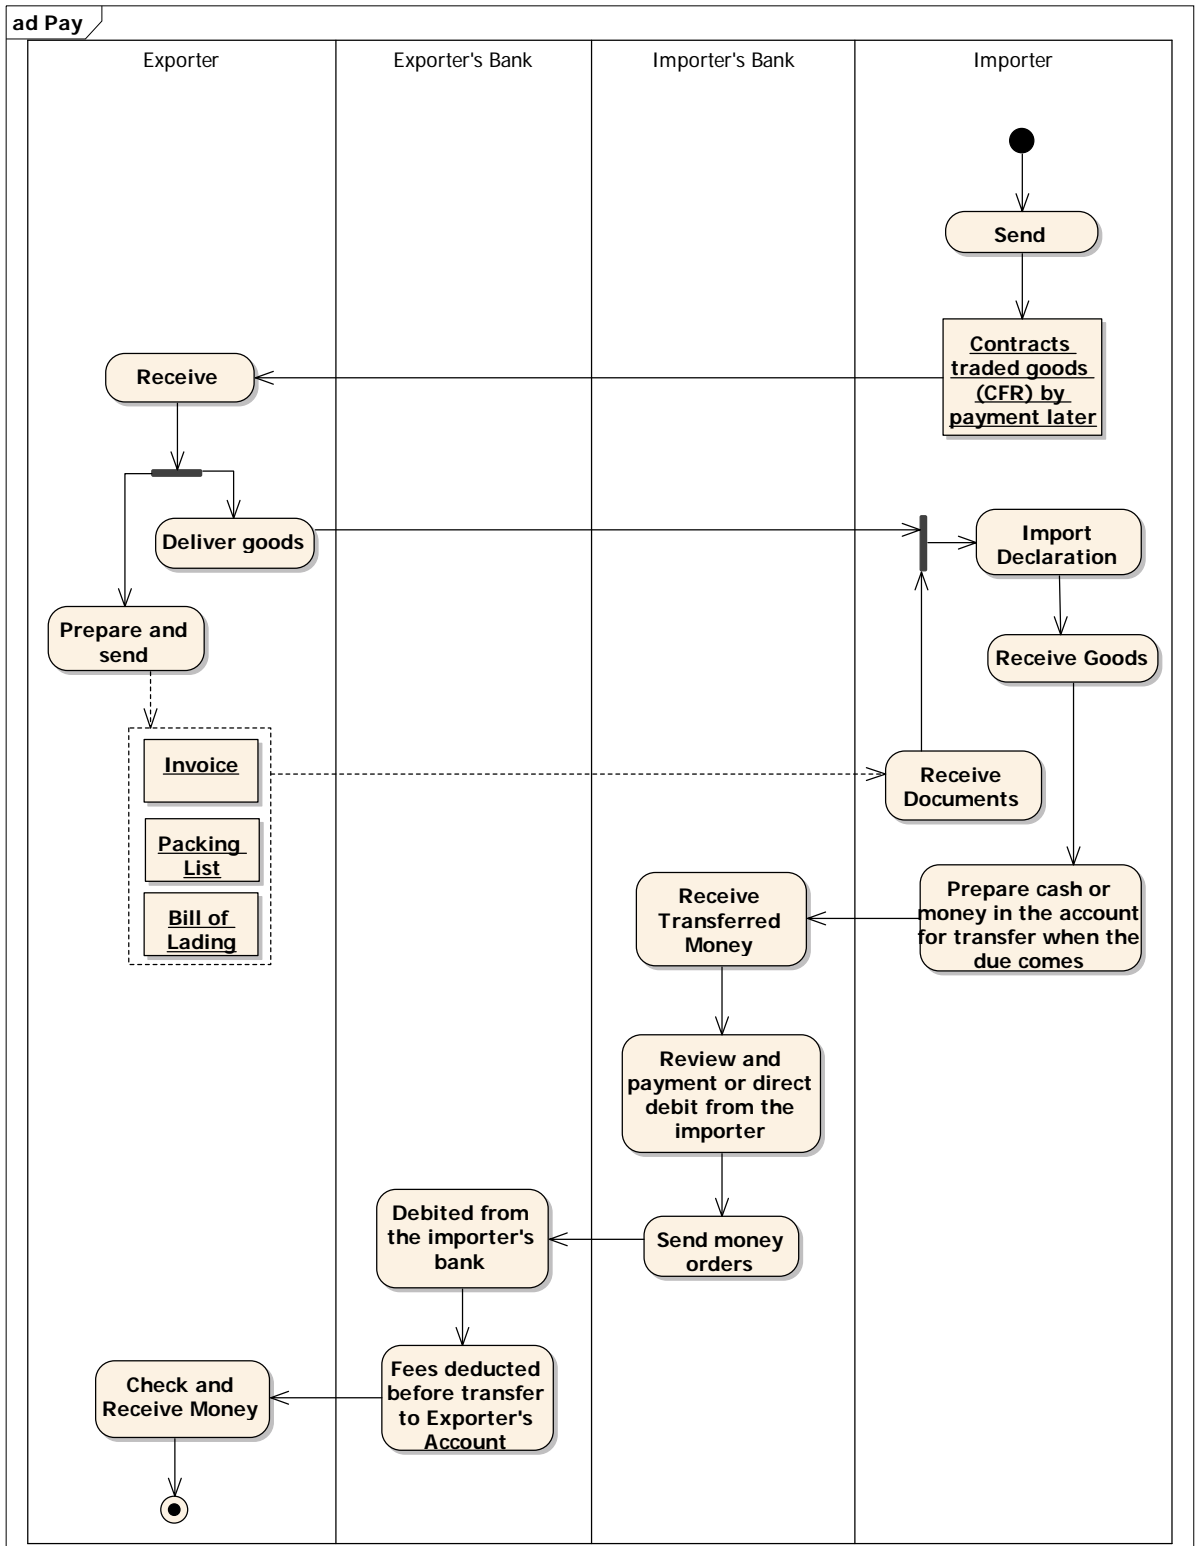 ad Pay
Exporter
Exporter's Bank
Importer's Bank
Importer
Send
Contracts
traded goods
(CFR) by
payment later
Receive
Deliver goods
Import
Declaration
Prepare and
send
Receive Goods
Invoice
Receive
Documents
Packing
List
Bill of
Lading
Receive
Transferred
Money
Prepare cash or
money in the account
for transfer when the
due comes
Review and
payment or direct
debit from the
importer
Debited from
the importer's
bank
Send money
orders
Check and
Receive Money
Fees deducted
before transfer
to Exporter's
Account